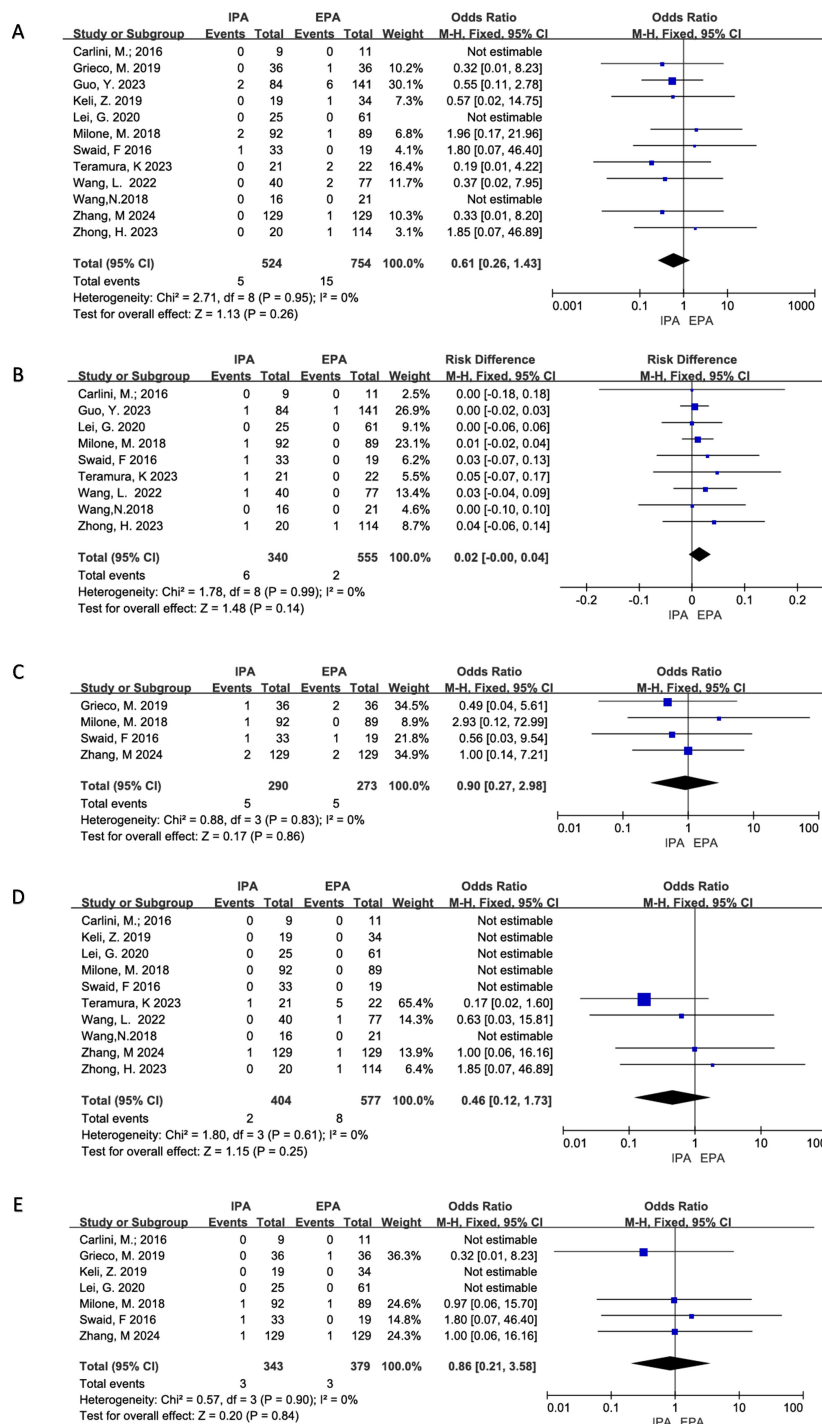 A
IPA EPA Odds Ratio Odds Ratio
Study or Subgroup Events Total Events Total Weight M-H, Fixed, 95% CI M-H, Fixed, 95% CI
Carlini, M.; 2016 0 9 0 11 Not estimable
Grieco, M. 2019 0 36 1 36 10.2% 0.32 [0.01, 8.23]
Guo, Y. 2023 2 84 6 141 30.1% 0.55 [0.11, 2.78]
Keli, Z. 2019 0 19 1 34 7.3% 0.57 [0.02, 14.75]
Lei, G. 2020 0 25 0 61 Not estimable
Milone, M. 2018 2 92 1 89 6.8% 1.96 [0.17, 21.96]
Swaid, F 2016 1 33 0 19 4.1% 1.80 [0.07, 46.40]
Teramura, K 2023 0 21 2 22 16.4% 0.19 [0.01, 4.22]
Wang, L. 2022 0 40 2 77 11.7% 0.37 [0.02, 7.95]
Wang,N.2018 0 16 0 21 Not estimable
Zhang, M 2024 0 129 1 129 10.3% 0.33 [0.01, 8.20]
Zhong, H. 2023 0 20 1 114 3.1% 1.85 [0.07, 46.89]
Total (95% CI) 524 754 100.0% 0.61 [0.26, 1.43]
Total events 5 15
Heterogeneity: Chi² = 2.71, df = 8 (P = 0.95); I² = 0%
Test for overall effect: Z = 1.13 (P = 0.26)
0.001 0.1 1 10 1000
IPA EPA
B
IPA EPA Risk Difference Risk Difference
Study or Subgroup Events Total Events Total Weight M-H, Fixed, 95% CI M-H, Fixed, 95% CI
Carlini, M.; 2016 0 9 0 11 2.5% 0.00 [-0.18, 0.18]
Guo, Y. 2023 1 84 1 141 26.9% 0.00 [-0.02, 0.03]
Lei, G. 2020 0 25 0 61 9.1% 0.00 [-0.06, 0.06]
Milone, M. 2018 1 92 0 89 23.1% 0.01 [-0.02, 0.04]
Swaid, F 2016 1 33 0 19 6.2% 0.03 [-0.07, 0.13]
Teramura, K 2023 1 21 0 22 5.5% 0.05 [-0.07, 0.17]
Wang, L. 2022 1 40 0 77 13.4% 0.03 [-0.04, 0.09]
Wang,N.2018 0 16 0 21 4.6% 0.00 [-0.10, 0.10]
Zhong, H. 2023 1 20 1 114 8.7% 0.04 [-0.06, 0.14]
Total (95% CI) 340 555 100.0% 0.02 [-0.00, 0.04]
Total events 6 2
Heterogeneity: Chi² = 1.78, df = 8 (P = 0.99); I² = 0%
Test for overall effect: Z = 1.48 (P = 0.14)
-0.2 -0.1 0 0.1 0.2
IPA EPA
C
IPA EPA Odds Ratio Odds Ratio
Study or Subgroup Events Total Events Total Weight M-H, Fixed, 95% CI M-H, Fixed, 95% CI
Grieco, M. 2019 1 36 2 36 34.5% 0.49 [0.04, 5.61]
Milone, M. 2018 1 92 0 89 8.9% 2.93 [0.12, 72.99]
Swaid, F 2016 1 33 1 19 21.8% 0.56 [0.03, 9.54]
Zhang, M 2024 2 129 2 129 34.9% 1.00 [0.14, 7.21]
Total (95% CI) 290 273 100.0% 0.90 [0.27, 2.98]
Total events 5 5
Heterogeneity: Chi² = 0.88, df = 3 (P = 0.83); I² = 0%
Test for overall effect: Z = 0.17 (P = 0.86)
0.01 0.1 1 10 100
IPA EPA
D
IPA EPA Odds Ratio Odds Ratio
Study or Subgroup Events Total Events Total Weight M-H, Fixed, 95% CI M-H, Fixed, 95% CI
Carlini, M.; 2016 0 9 0 11 Not estimable
Keli, Z. 2019 0 19 0 34 Not estimable
Lei, G. 2020 0 25 0 61 Not estimable
Milone, M. 2018 0 92 0 89 Not estimable
Swaid, F 2016 0 33 0 19 Not estimable
Teramura, K 2023 1 21 5 22 65.4% 0.17 [0.02, 1.60]
Wang, L. 2022 0 40 1 77 14.3% 0.63 [0.03, 15.81]
Wang,N.2018 0 16 0 21 Not estimable
Zhang, M 2024 1 129 1 129 13.9% 1.00 [0.06, 16.16]
Zhong, H. 2023 0 20 1 114 6.4% 1.85 [0.07, 46.89]
Total (95% CI) 404 577 100.0% 0.46 [0.12, 1.73]
Total events 2 8
Heterogeneity: Chi² = 1.80, df = 3 (P = 0.61); I² = 0%
Test for overall effect: Z = 1.15 (P = 0.25)
0.01 0.1 1 10 100
IPA EPA
E
IPA EPA Odds Ratio Odds Ratio
Study or Subgroup Events Total Events Total Weight M-H, Fixed, 95% CI M-H, Fixed, 95% CI
Carlini, M.; 2016 0 9 0 11 Not estimable
Grieco, M. 2019 0 36 1 36 36.3% 0.32 [0.01, 8.23]
Keli, Z. 2019 0 19 0 34 Not estimable
Lei, G. 2020 0 25 0 61 Not estimable
Milone, M. 2018 1 92 1 89 24.6% 0.97 [0.06, 15.70]
Swaid, F 2016 1 33 0 19 14.8% 1.80 [0.07, 46.40]
Zhang, M 2024 1 129 1 129 24.3% 1.00 [0.06, 16.16]
Total (95% CI) 343 379 100.0% 0.86 [0.21, 3.58]
Total events 3 3
Heterogeneity: Chi² = 0.57, df = 3 (P = 0.90); I² = 0%
Test for overall effect: Z = 0.20 (P = 0.84)
0.01 0.1 1 10 100
IPA EPA